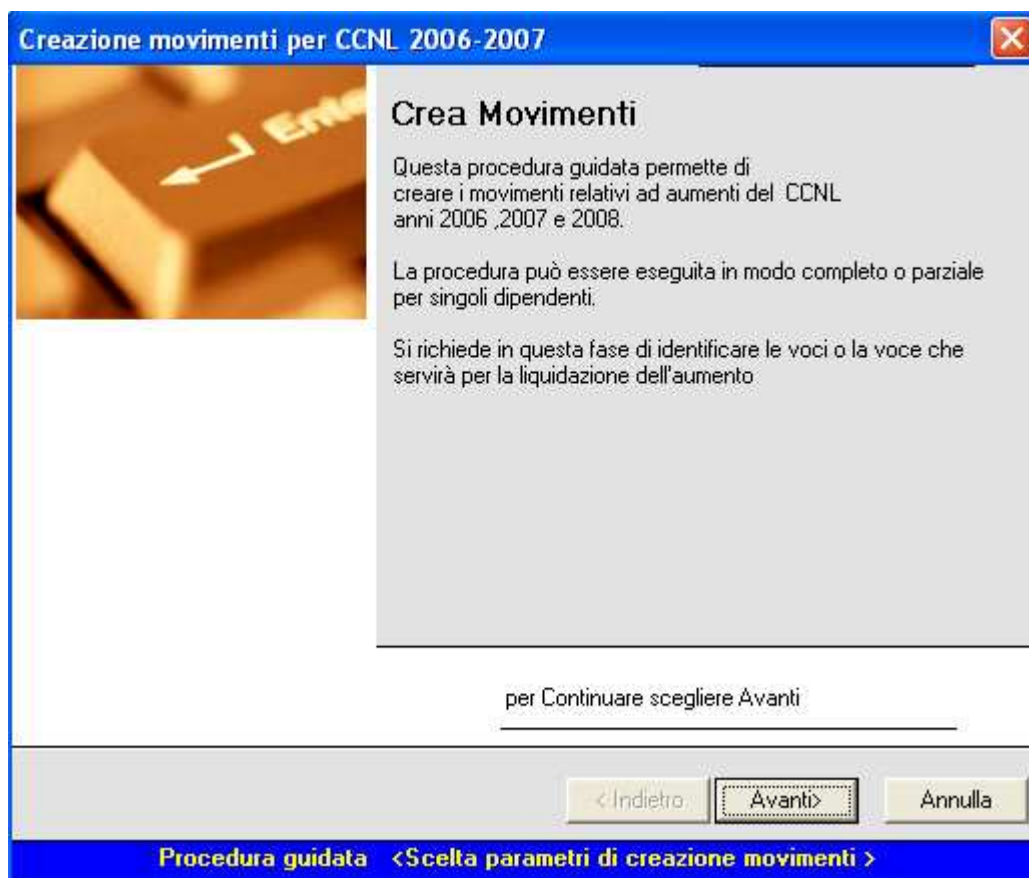 Creazione movimenti per CCNL 2006-2007
Crea Movimenti
Questa procedura guidata permette di
creare i movimenti relativi ad aumenti del CCNL
anni 2006 ,2007 e 2008.
La procedura può essere eseguita in modo completo o parziale
per singoli dipendenti.
Si richiede in questa fase di identificare le voci o la voce che
servirà per la liquidazione dell'aumento
per Continuare scegliere Avanti
< Indietro
Avanti>
Annulla
Procedura guidata <Scelta parametri di creazione movimenti >